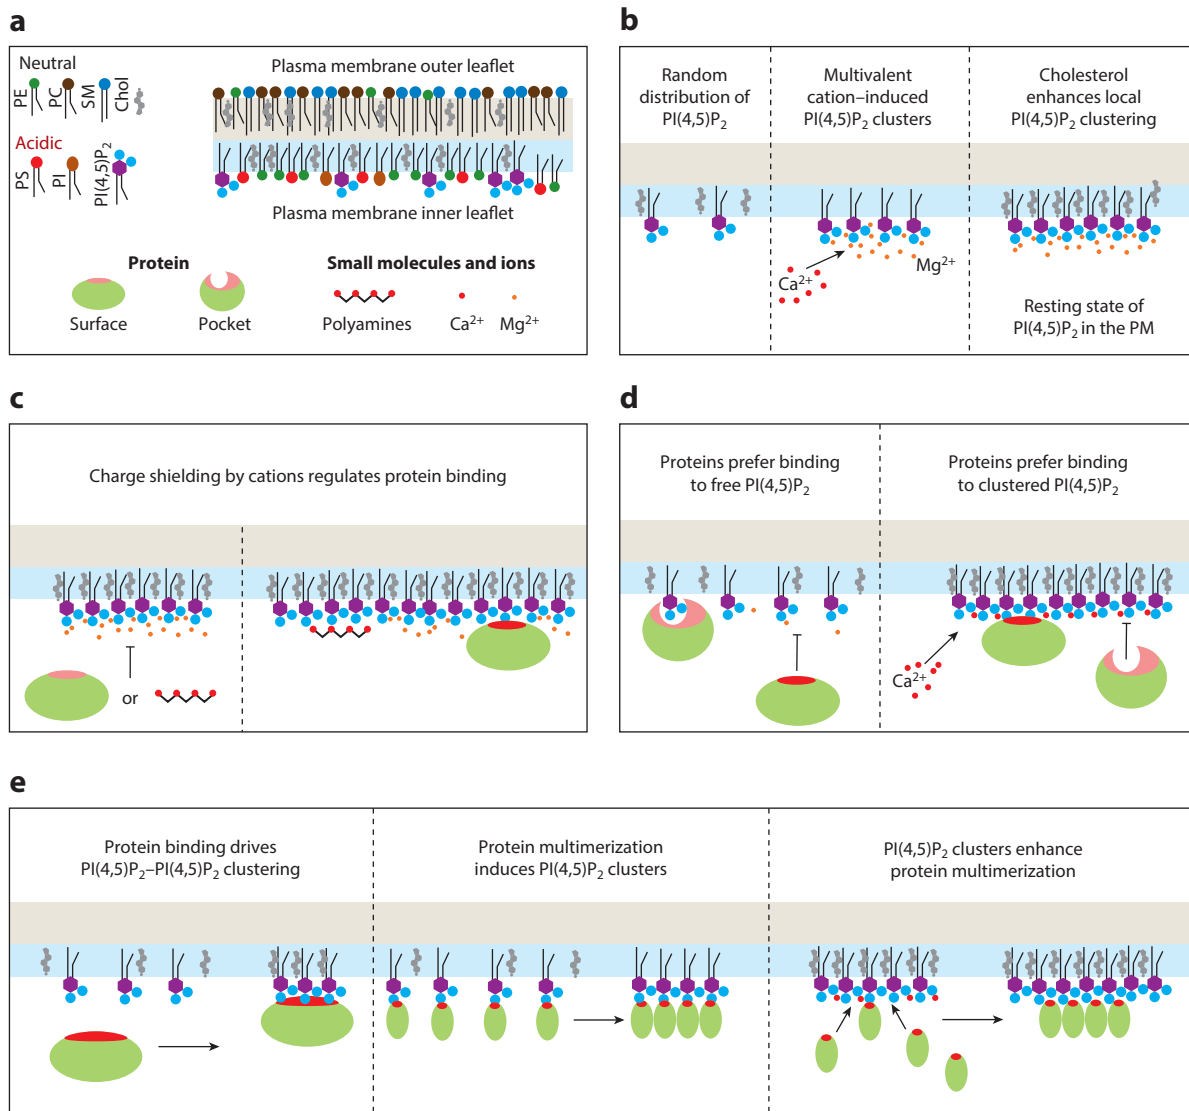 a
Neutral
PE
PC
SM
Chol
Acidic
PS
PI
PI(4,5)P₂
Plasma membrane outer leaflet
Plasma membrane inner leaflet
Protein
Surface
Pocket
Small molecules and ions
Polyamines
Ca²⁺
Mg²⁺
b
Random
distribution of
PI(4,5)P₂
Multivalent
cation–induced
PI(4,5)P₂ clusters
Ca²⁺
Mg²⁺
Cholesterol
enhances local
PI(4,5)P₂ clustering
Resting state of
PI(4,5)P₂ in the PM
c
Charge shielding by cations regulates protein binding
or
d
Proteins prefer binding
to free PI(4,5)P₂
Proteins prefer binding
to clustered PI(4,5)P₂
Ca²⁺
e
Protein binding drives
PI(4,5)P₂–PI(4,5)P₂ clustering
Protein multimerization
induces PI(4,5)P₂ clusters
PI(4,5)P₂ clusters enhance
protein multimerization